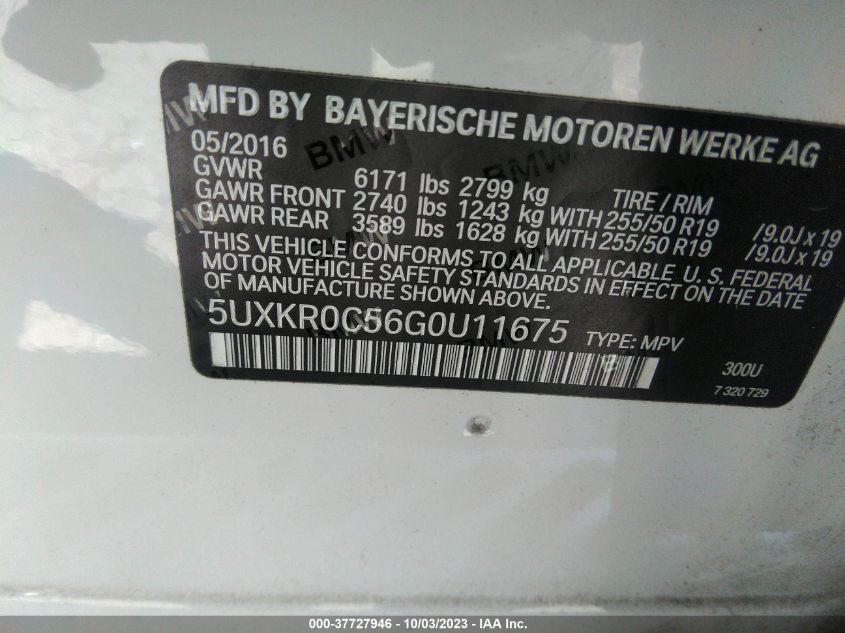 MFD BY BAYERISCHE MOTOREN WERKE AG
05/2016
GVWR 6171 lbs 2799 kg TIRE / RIM
GAWR FRONT 2740 lbs 1243 kg WITH 255/50 R19 /9.0J x 19
GAWR REAR 3589 lbs 1628 kg WITH 255/50 R19 /9.0J x 19
THIS VEHICLE CONFORMS TO ALL APPLICABLE U. S. FEDERAL
MOTOR VEHICLE SAFETY STANDARDS IN EFFECT ON THE DATE
OF MANUFACTURE SHOWN ABOVE.
5UXKR0C56G0U11675 TYPE: MPV
300U
7 320 729
000-37727946 - 10/03/2023 - IAA Inc.